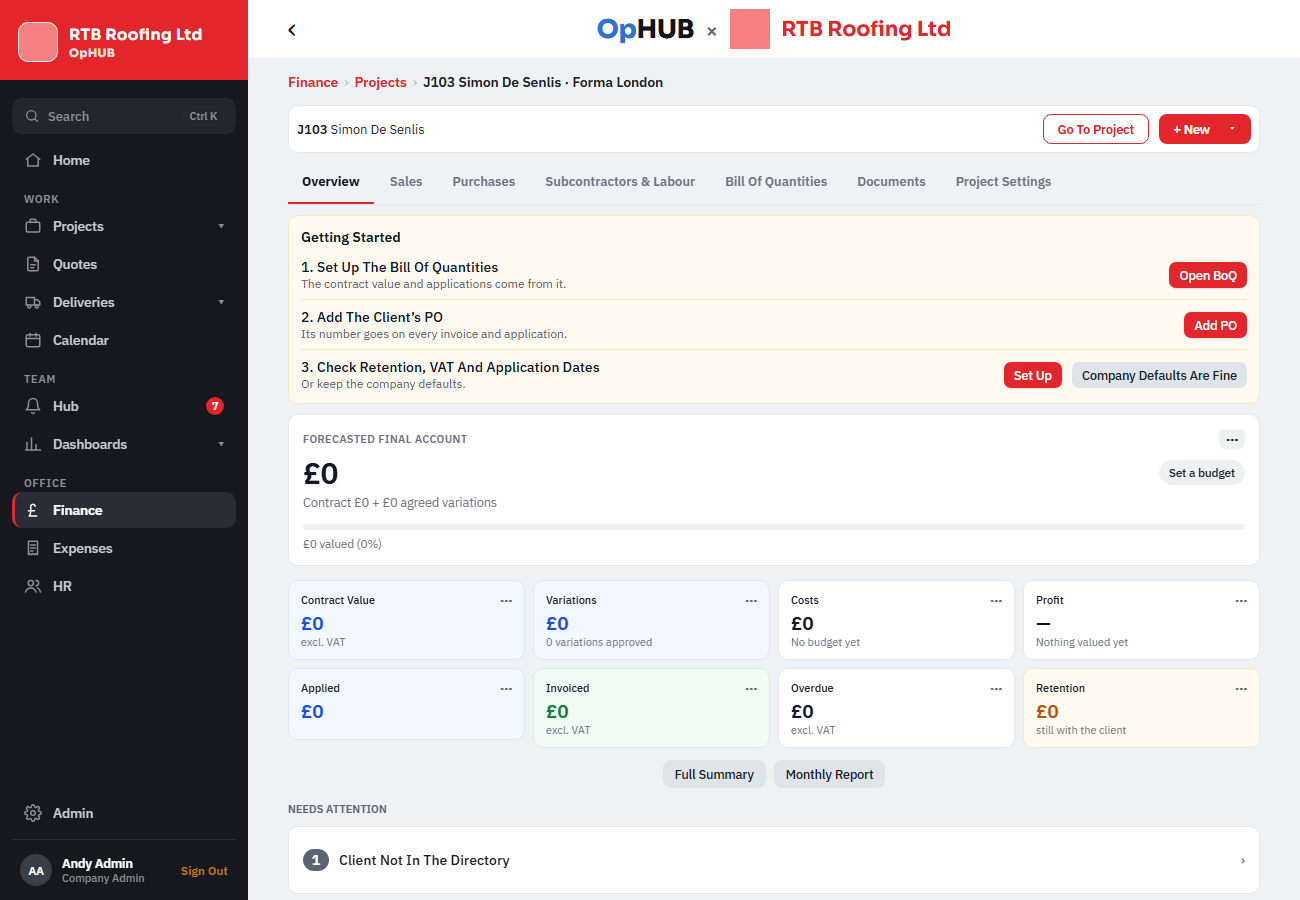 RTB Roofing Ltd
OpHUB
Search
Ctrl K
Home
WORK
Projects
Quotes
Deliveries
Calendar
TEAM
Hub
7
Dashboards
OFFICE
Finance
Expenses
HR
Admin
AA
Andy Admin
Company Admin
Sign Out
OpHUB × RTB Roofing Ltd
Finance › Projects › J103 Simon De Senlis · Forma London
J103 Simon De Senlis
Go To Project
+ New
Overview
Sales
Purchases
Subcontractors & Labour
Bill Of Quantities
Documents
Project Settings
Getting Started
1. Set Up The Bill Of Quantities
The contract value and applications come from it.
Open BoQ
2. Add The Client’s PO
Its number goes on every invoice and application.
Add PO
3. Check Retention, VAT And Application Dates
Or keep the company defaults.
Set Up
Company Defaults Are Fine
FORECASTED FINAL ACCOUNT
£0
Set a budget
Contract £0 + £0 agreed variations
£0 valued (0%)
Contract Value
£0
excl. VAT
Variations
£0
0 variations approved
Costs
£0
No budget yet
Profit
—
Nothing valued yet
Applied
£0
Invoiced
£0
excl. VAT
Overdue
£0
excl. VAT
Retention
£0
still with the client
Full Summary
Monthly Report
NEEDS ATTENTION
1
Client Not In The Directory